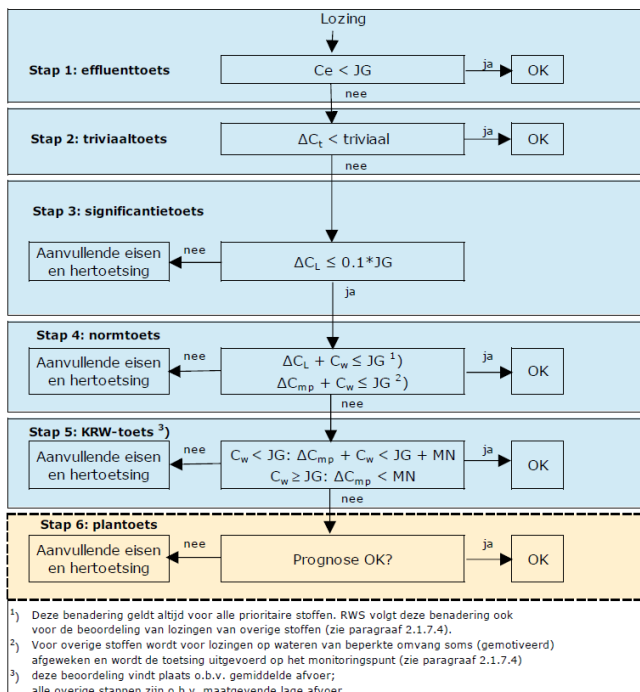 Lozing
Stap 1: effluenttoets
Ce < JG
ja
OK
nee
Stap 2: triviaaltoets
ΔCt < triviaal
ja
OK
nee
Stap 3: significantietoets
Aanvullende eisen
en hertoetsing
nee
ΔCL ≤ 0.1*JG
ja
Stap 4: normtoets
Aanvullende eisen
en hertoetsing
nee
ΔCL + Cw ≤ JG 1)
ΔCmp + Cw ≤ JG 2)
ja
OK
nee
Stap 5: KRW-toets 3)
Aanvullende eisen
en hertoetsing
nee
Cw < JG: ΔCmp + Cw < JG + MN
Cw ≥ JG: ΔCmp < MN
ja
OK
nee
Stap 6: plantoets
Aanvullende eisen
en hertoetsing
nee
Prognose OK?
ja
OK
1) Deze benadering geldt altijd voor alle prioritaire stoffen. RWS volgt deze benadering ook
voor de beoordeling van lozingen van overige stoffen (zie paragraaf 2.1.7.4).
2) Voor overige stoffen wordt voor lozingen op wateren van beperkte omvang soms (gemotiveerd)
afgeweken en wordt de toetsing uitgevoerd op het monitoringspunt (zie paragraaf 2.1.7.4)
3) deze beoordeling vindt plaats o.b.v. gemiddelde afvoer;
alle overige stappen zijn o.b.v. maatgevende lage afvoer